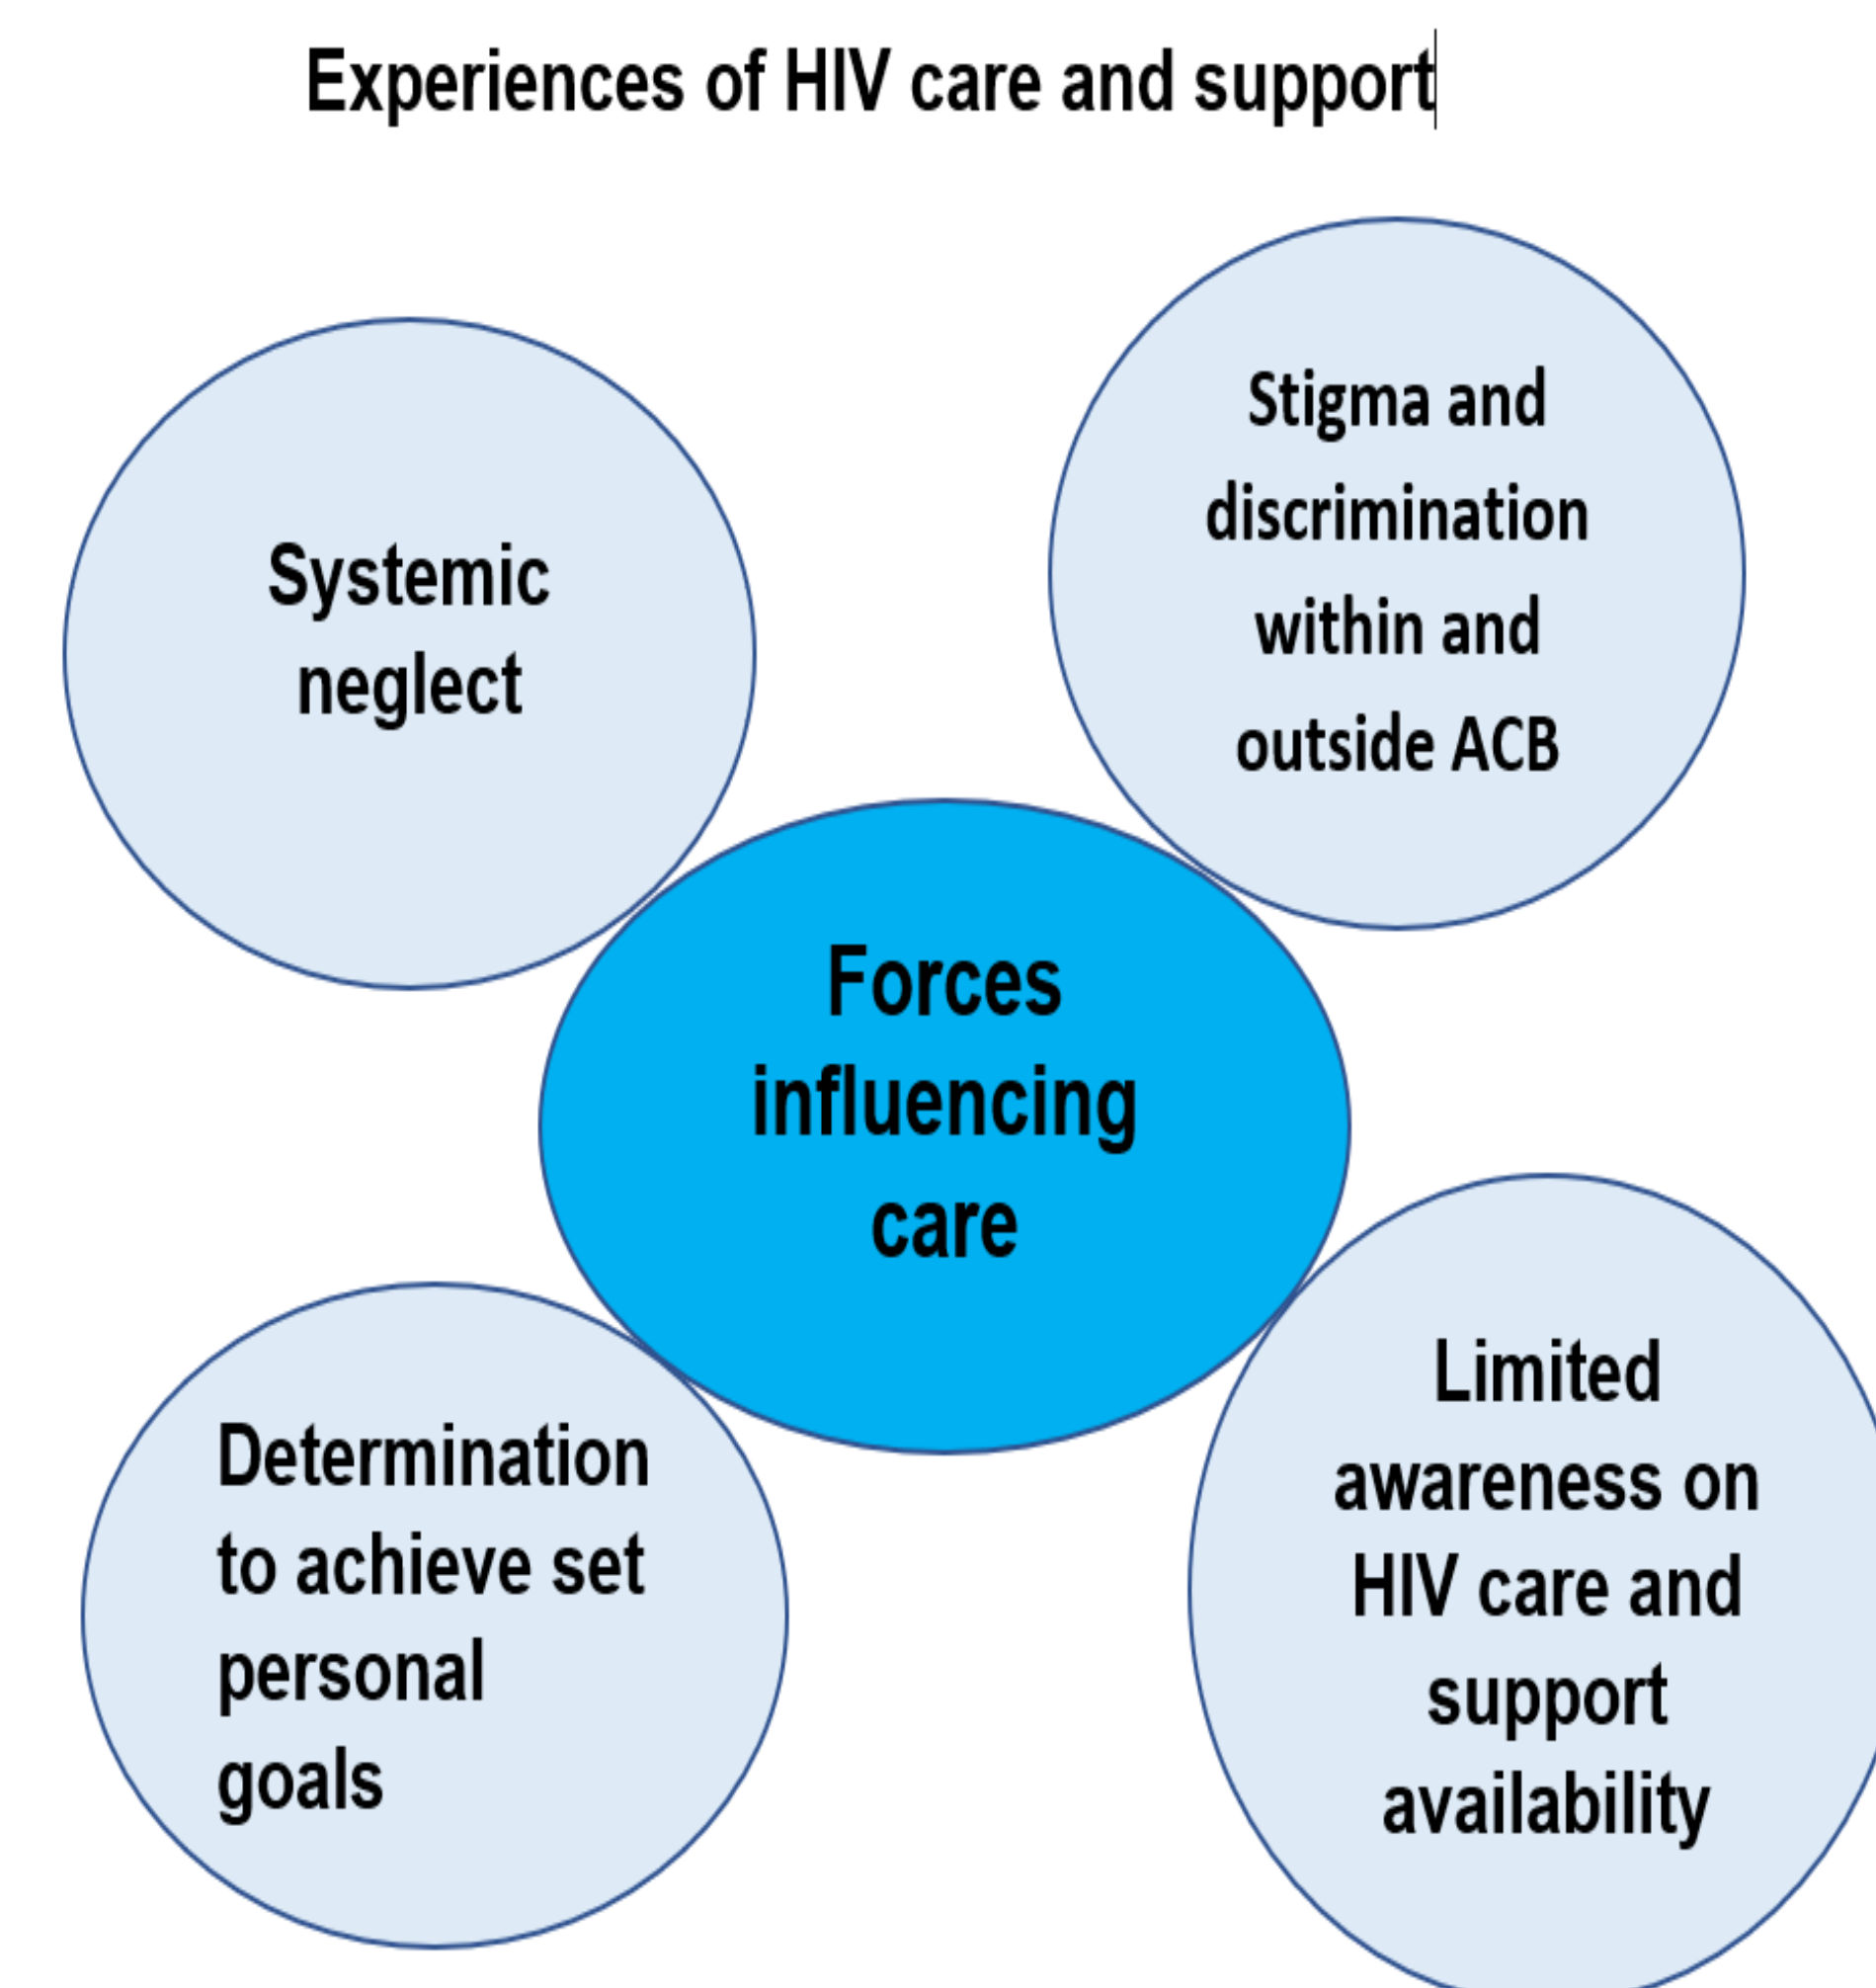 Experiences of HIV care and support
Systemic
neglect
Stigma and
discrimination
within and
outside ACB
Forces
influencing
care
Determination
to achieve set
personal
goals
Limited
awareness on
HIV care and
support
availability